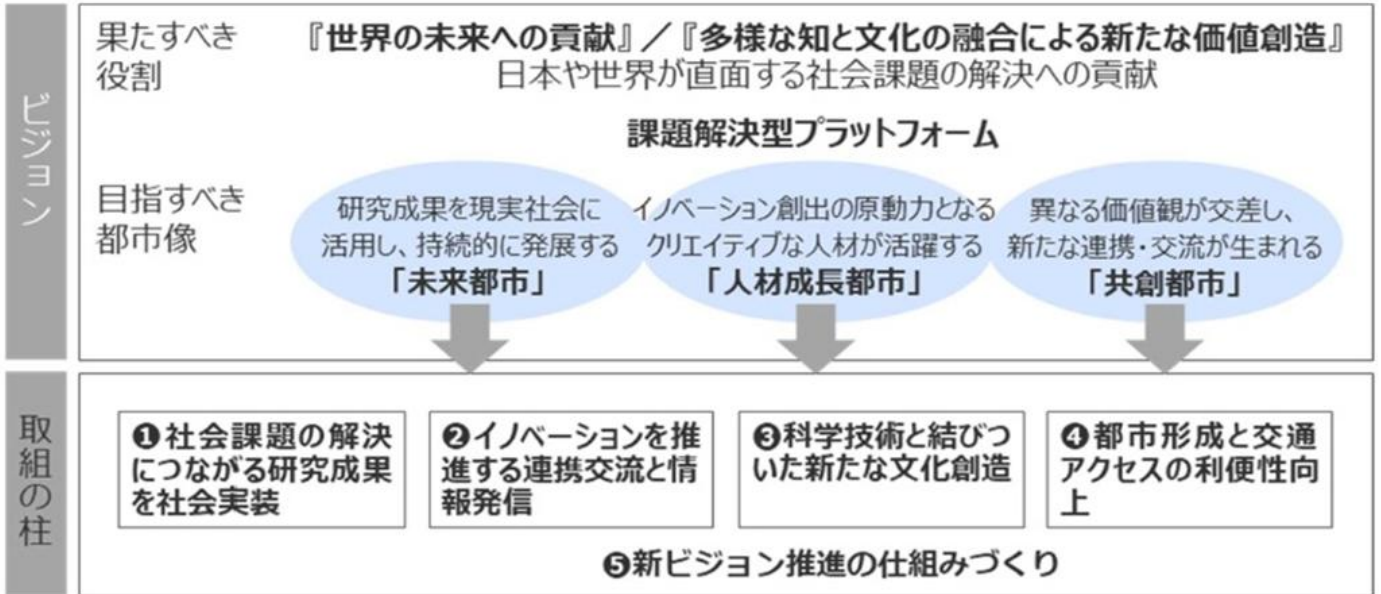 ビジョン
果たすべき
役割
『世界の未来への貢献』／『多様な知と文化の融合による新たな価値創造』
日本や世界が直面する社会課題の解決への貢献
課題解決型プラットフォーム
目指すべき
都市像
研究成果を現実社会に
活用し、持続的に発展する
「未来都市」
イノベーション創出の原動力となる
クリエイティブな人材が活躍する
「人材成長都市」
異なる価値観が交差し、
新たな連携・交流が生まれる
「共創都市」
取組の柱
❶社会課題の解決
につながる研究成果
を社会実装
❷イノベーションを推
進する連携交流と情
報発信
❸科学技術と結びつ
いた新たな文化創造
❹都市形成と交通
アクセスの利便性向
上
❺新ビジョン推進の仕組みづくり